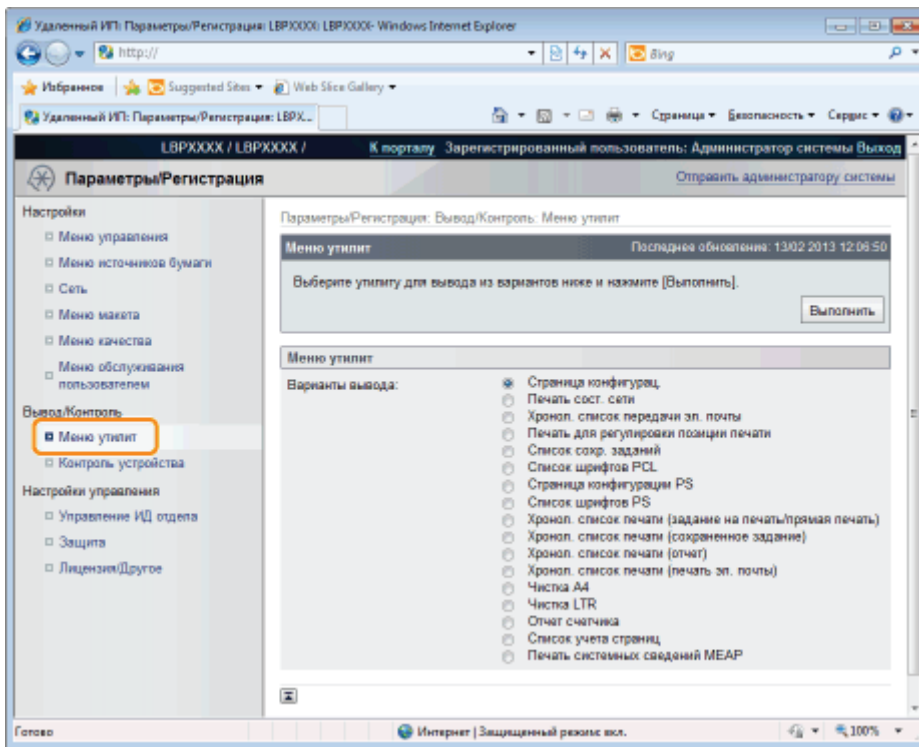 Удаленный ИП: Параметры/Регистрация: LBPXXXX: LBPXXXX- Windows Internet Explorer
http://
Bing
Избранное
Suggested Sites
Web Slice Gallery
Удаленный ИП: Параметры/Регистрация: LBPX...
Страница
Безопасность
Сервис
LBPXXXX / LBPXXXX /
К порталу
Зарегистрированный пользователь: Администратор системы
Выход
Параметры/Регистрация
Отправить администратору системы
Настройки
Меню управления
Меню источников бумаги
Сеть
Меню макета
Меню качества
Меню обслуживания
пользователем
Вывод/Контроль
Меню утилит
Контроль устройства
Настройки управления
Управление ИД отдела
Защита
Лицензия/Другое
Параметры/Регистрация: Вывод/Контроль: Меню утилит
Меню утилит
Последнее обновление: 13/02 2013 12:06:50
Выберите утилиту для вывода из вариантов ниже и нажмите [Выполнить].
Выполнить
Меню утилит
Варианты вывода:
Страница конфигурац.
Печать сост. сети
Хронол. список передачи эл. почты
Печать для регулировки позиции печати
Список сохр. заданий
Список шрифтов PCL
Страница конфигурации PS
Список шрифтов PS
Хронол. список печати (задание на печать/прямая печать)
Хронол. список печати (сохраненное задание)
Хронол. список печати (отчет)
Хронол. список печати (печать эл. почты)
Чистка A4
Чистка LTR
Отчет счетчика
Список учета страниц
Печать системных сведений MEAP
Готово
Интернет | Защищенный режим: вкл.
100%